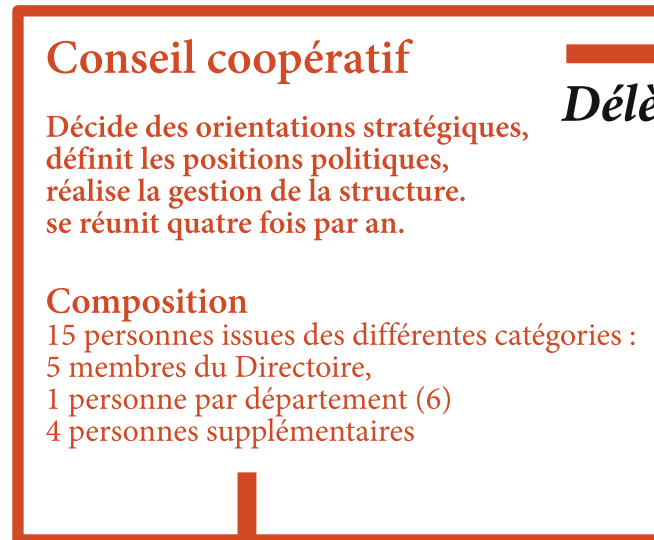 Conseil coopératif
Décide des orientations stratégiques,
définit les positions politiques,
réalise la gestion de la structure.
se réunit quatre fois par an.
Composition
15 personnes issues des différentes catégories :
5 membres du Directoire,
1 personne par département (6)
4 personnes supplémentaires